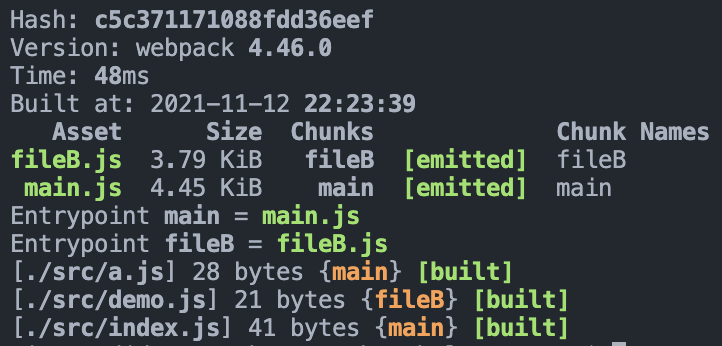 Hash: c5c371171088fdd36eef
Version: webpack 4.46.0
Time: 48ms
Built at: 2021-11-12 22:23:39
Asset Size Chunks Chunk Names
fileB.js 3.79 KiB fileB [emitted] fileB
main.js 4.45 KiB main [emitted] main
Entrypoint main = main.js
Entrypoint fileB = fileB.js
[./src/a.js] 28 bytes {main} [built]
[./src/demo.js] 21 bytes {fileB} [built]
[./src/index.js] 41 bytes {main} [built]